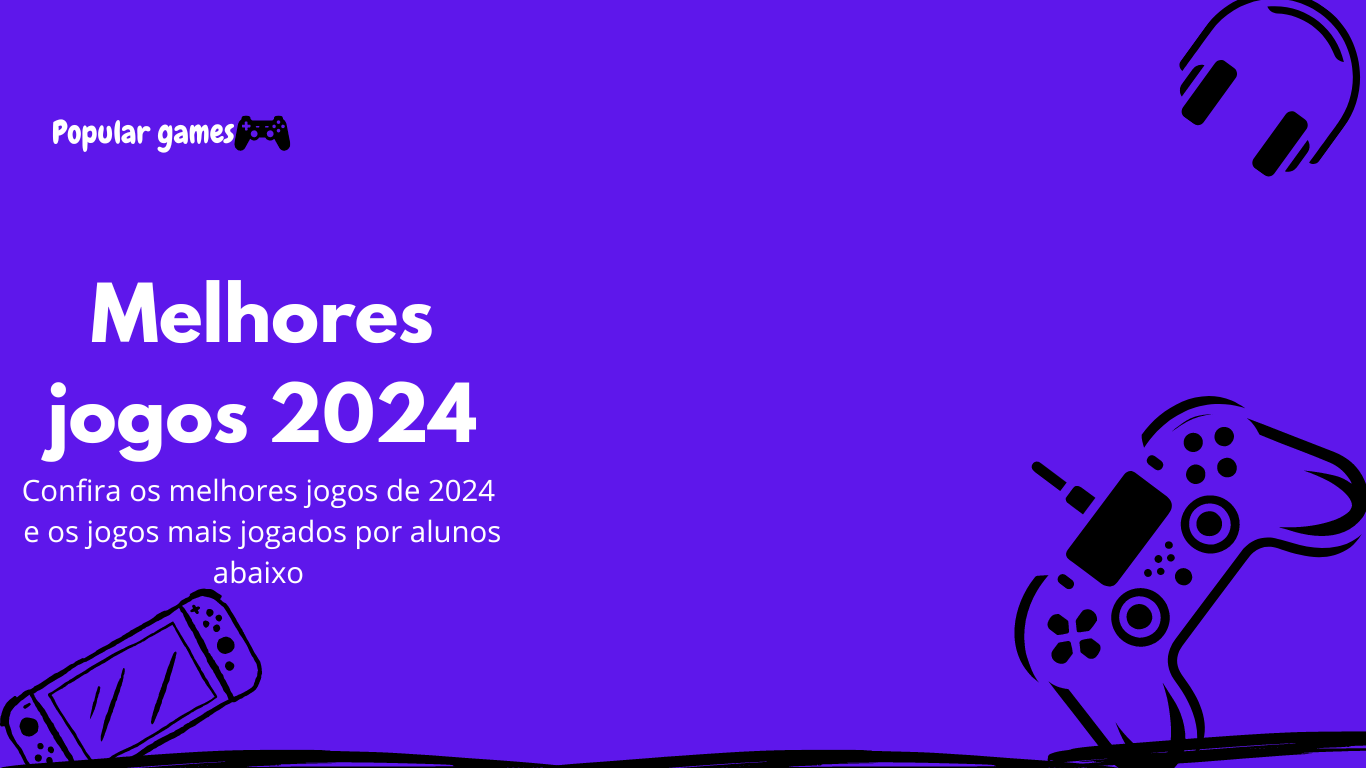 Popular games
Melhores
jogos 2024
Confira os melhores jogos de 2024
e os jogos mais jogados por alunos
abaixo